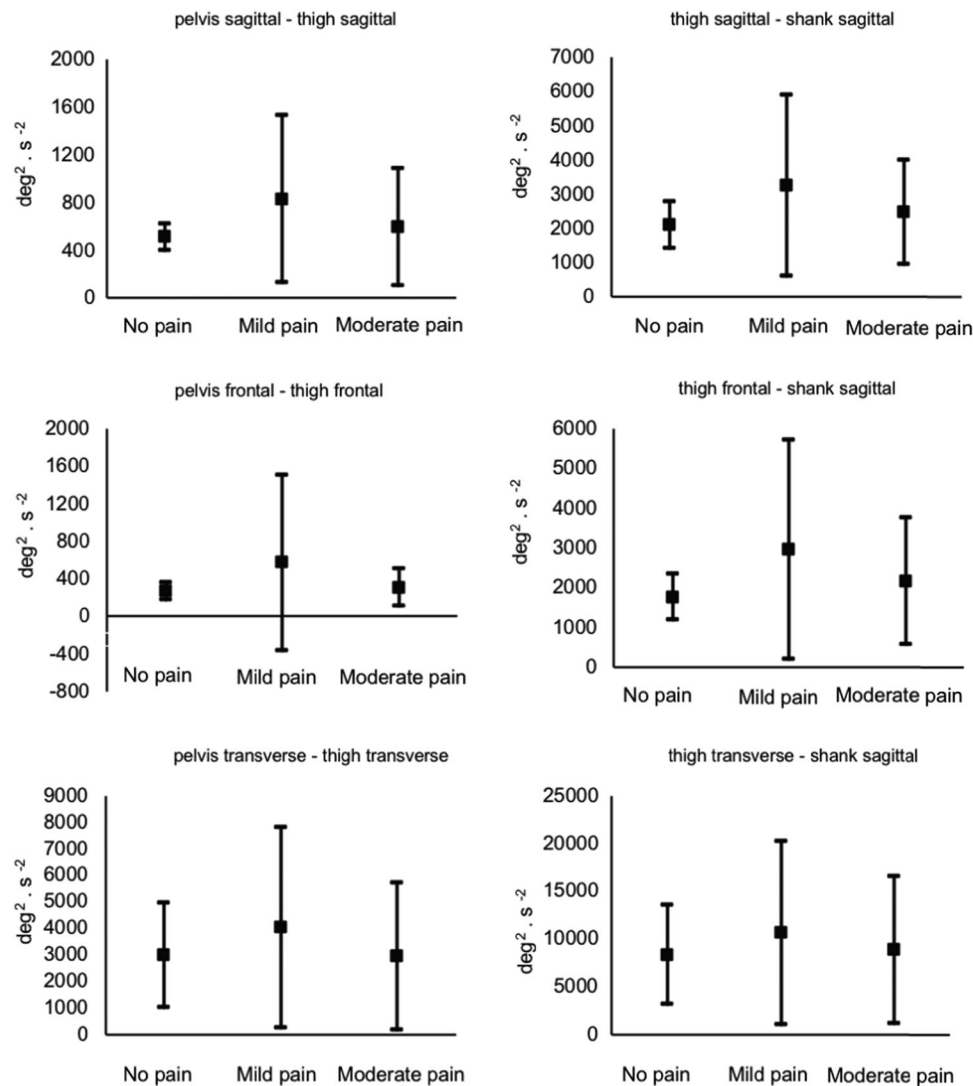 pelvis sagittal - thigh sagittal
deg² . s⁻²
2000
1600
1200
800
400
0
No pain Mild pain Moderate pain
thigh sagittal - shank sagittal
deg² . s⁻²
7000
6000
5000
4000
3000
2000
1000
0
No pain Mild pain Moderate pain
pelvis frontal - thigh frontal
deg² . s⁻²
2000
1600
1200
800
400
0
-400
-800
No pain Mild pain Moderate pain
thigh frontal - shank sagittal
deg² . s⁻²
6000
5000
4000
3000
2000
1000
0
No pain Mild pain Moderate pain
pelvis transverse - thigh transverse
deg² . s⁻²
9000
8000
7000
6000
5000
4000
3000
2000
1000
0
No pain Mild pain Moderate pain
thigh transverse - shank sagittal
deg² . s⁻²
25000
20000
15000
10000
5000
0
No pain Mild pain Moderate pain